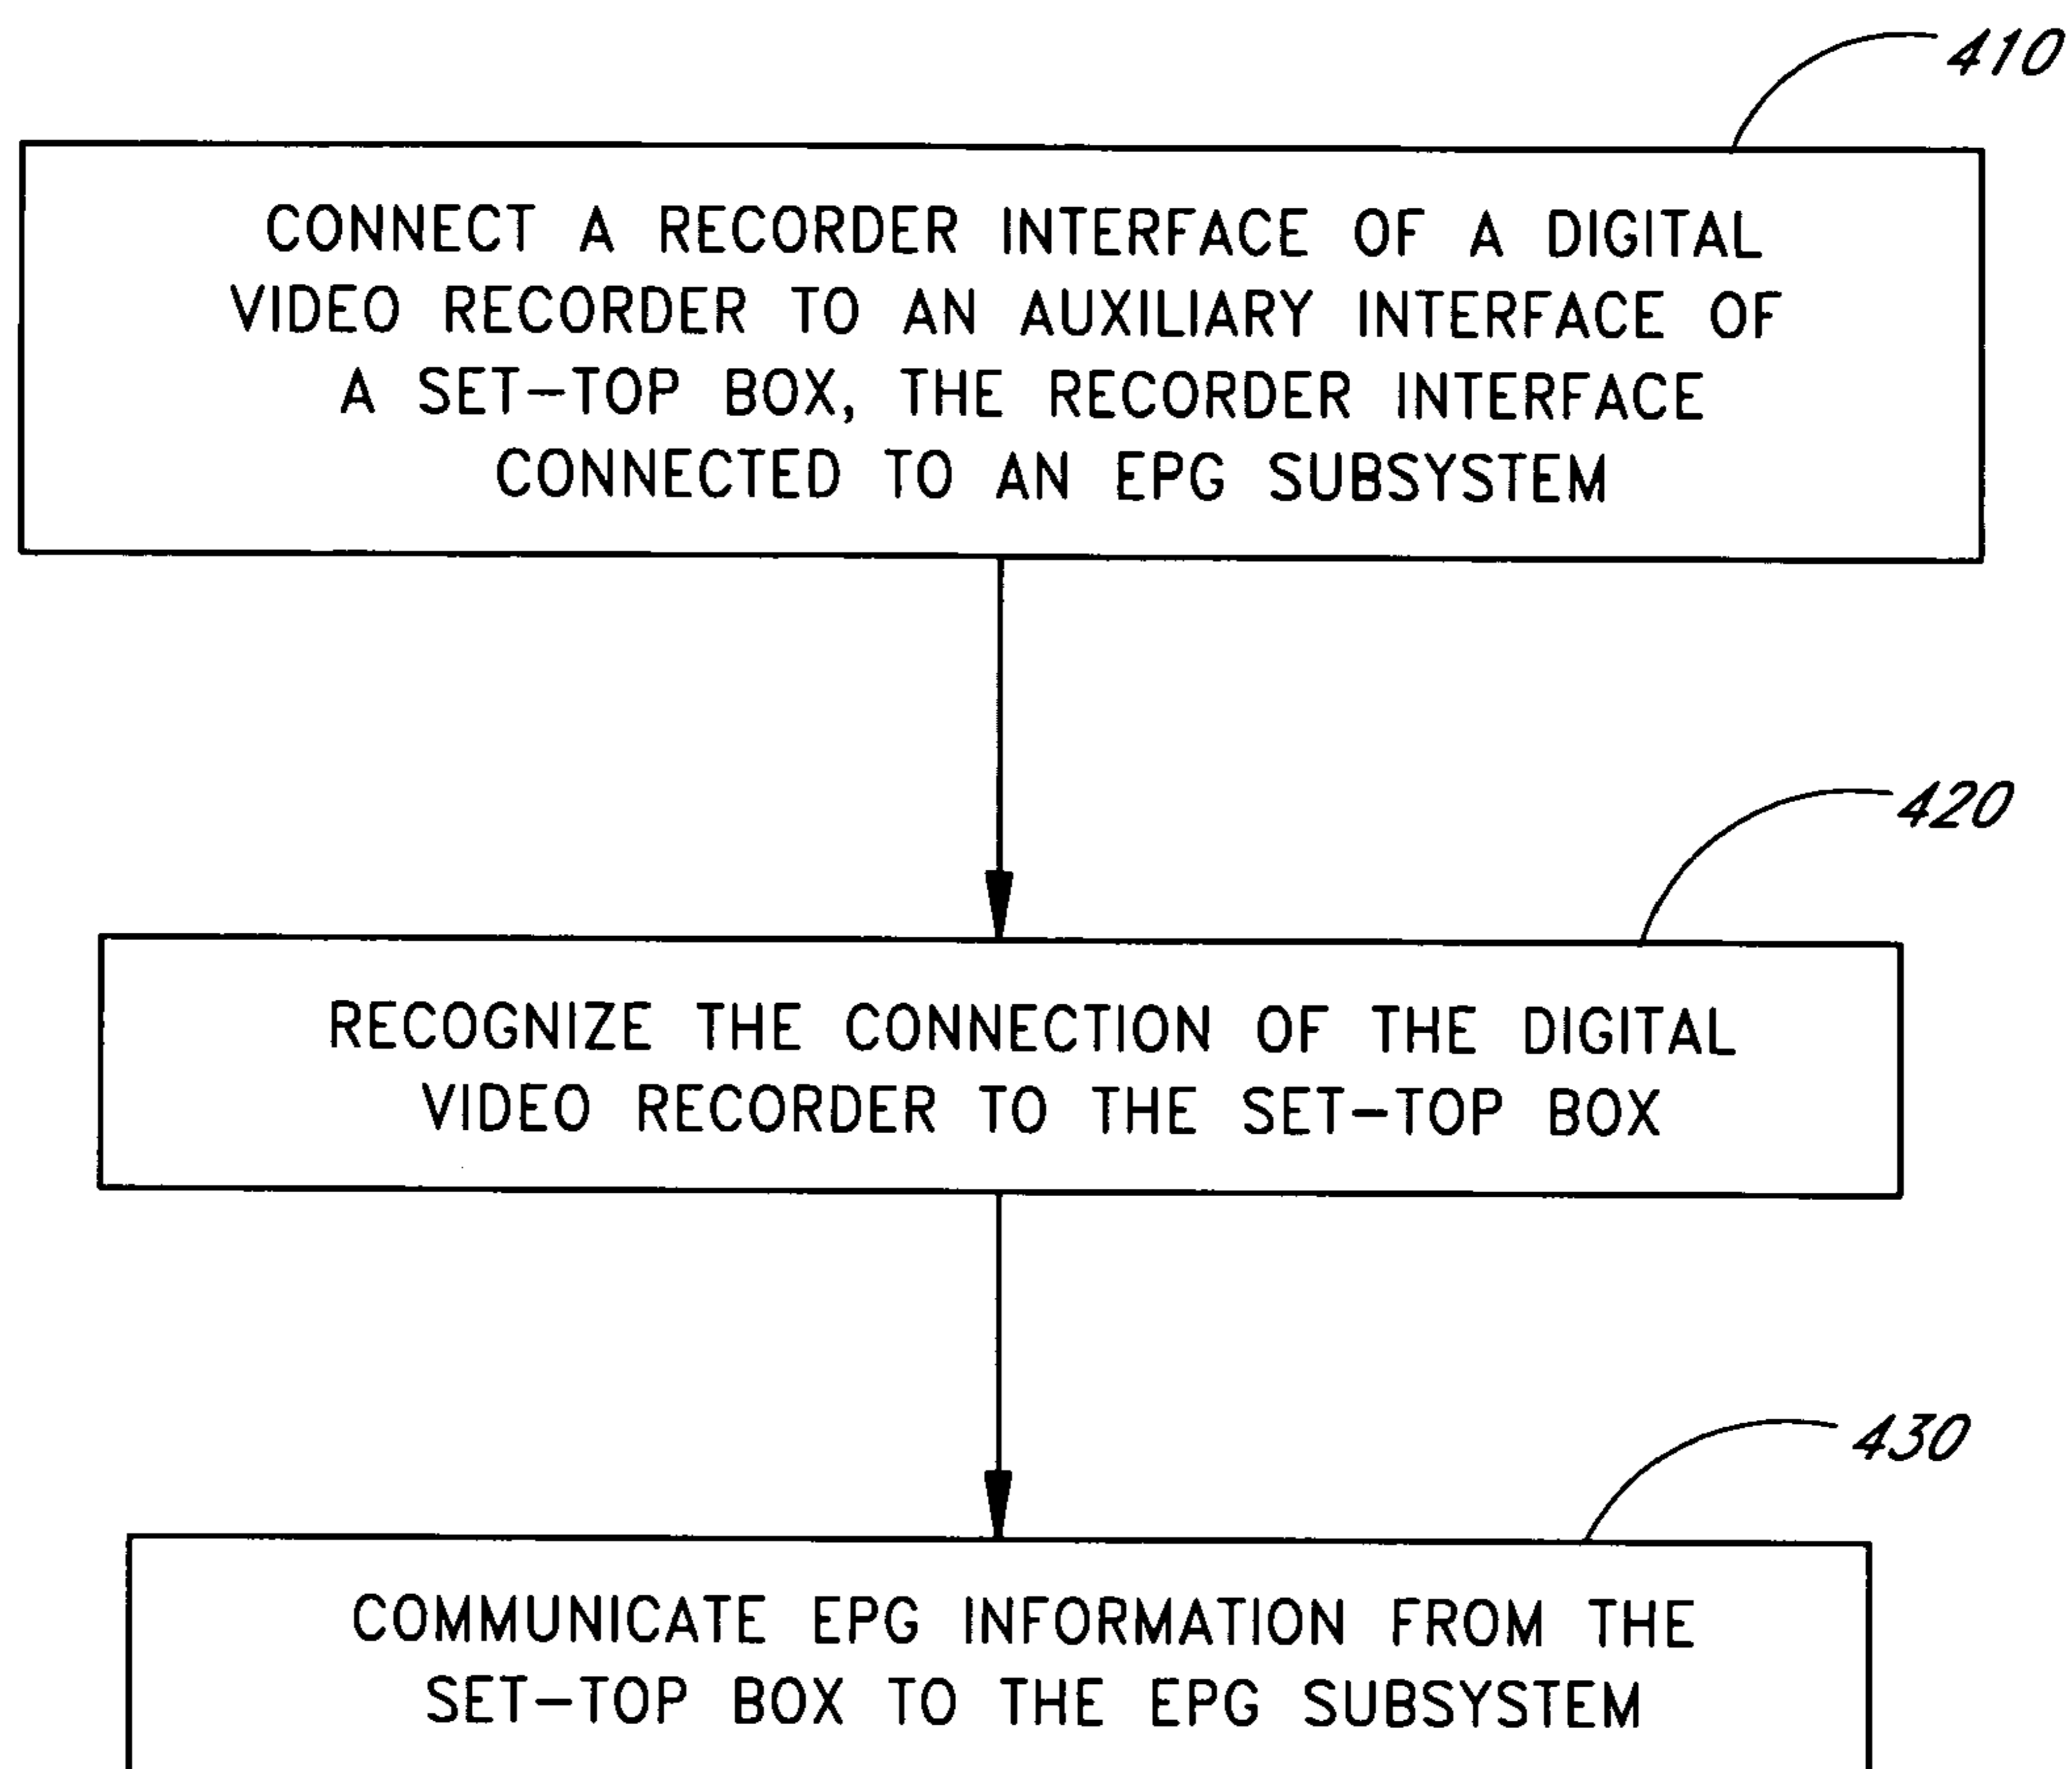 410
CONNECT A RECORDER INTERFACE OF A DIGITAL
VIDEO RECORDER TO AN AUXILIARY INTERFACE OF
A SET-TOP BOX, THE RECORDER INTERFACE
CONNECTED TO AN EPG SUBSYSTEM
420
RECOGNIZE THE CONNECTION OF THE DIGITAL
VIDEO RECORDER TO THE SET-TOP BOX
430
COMMUNICATE EPG INFORMATION FROM THE
SET-TOP BOX TO THE EPG SUBSYSTEM